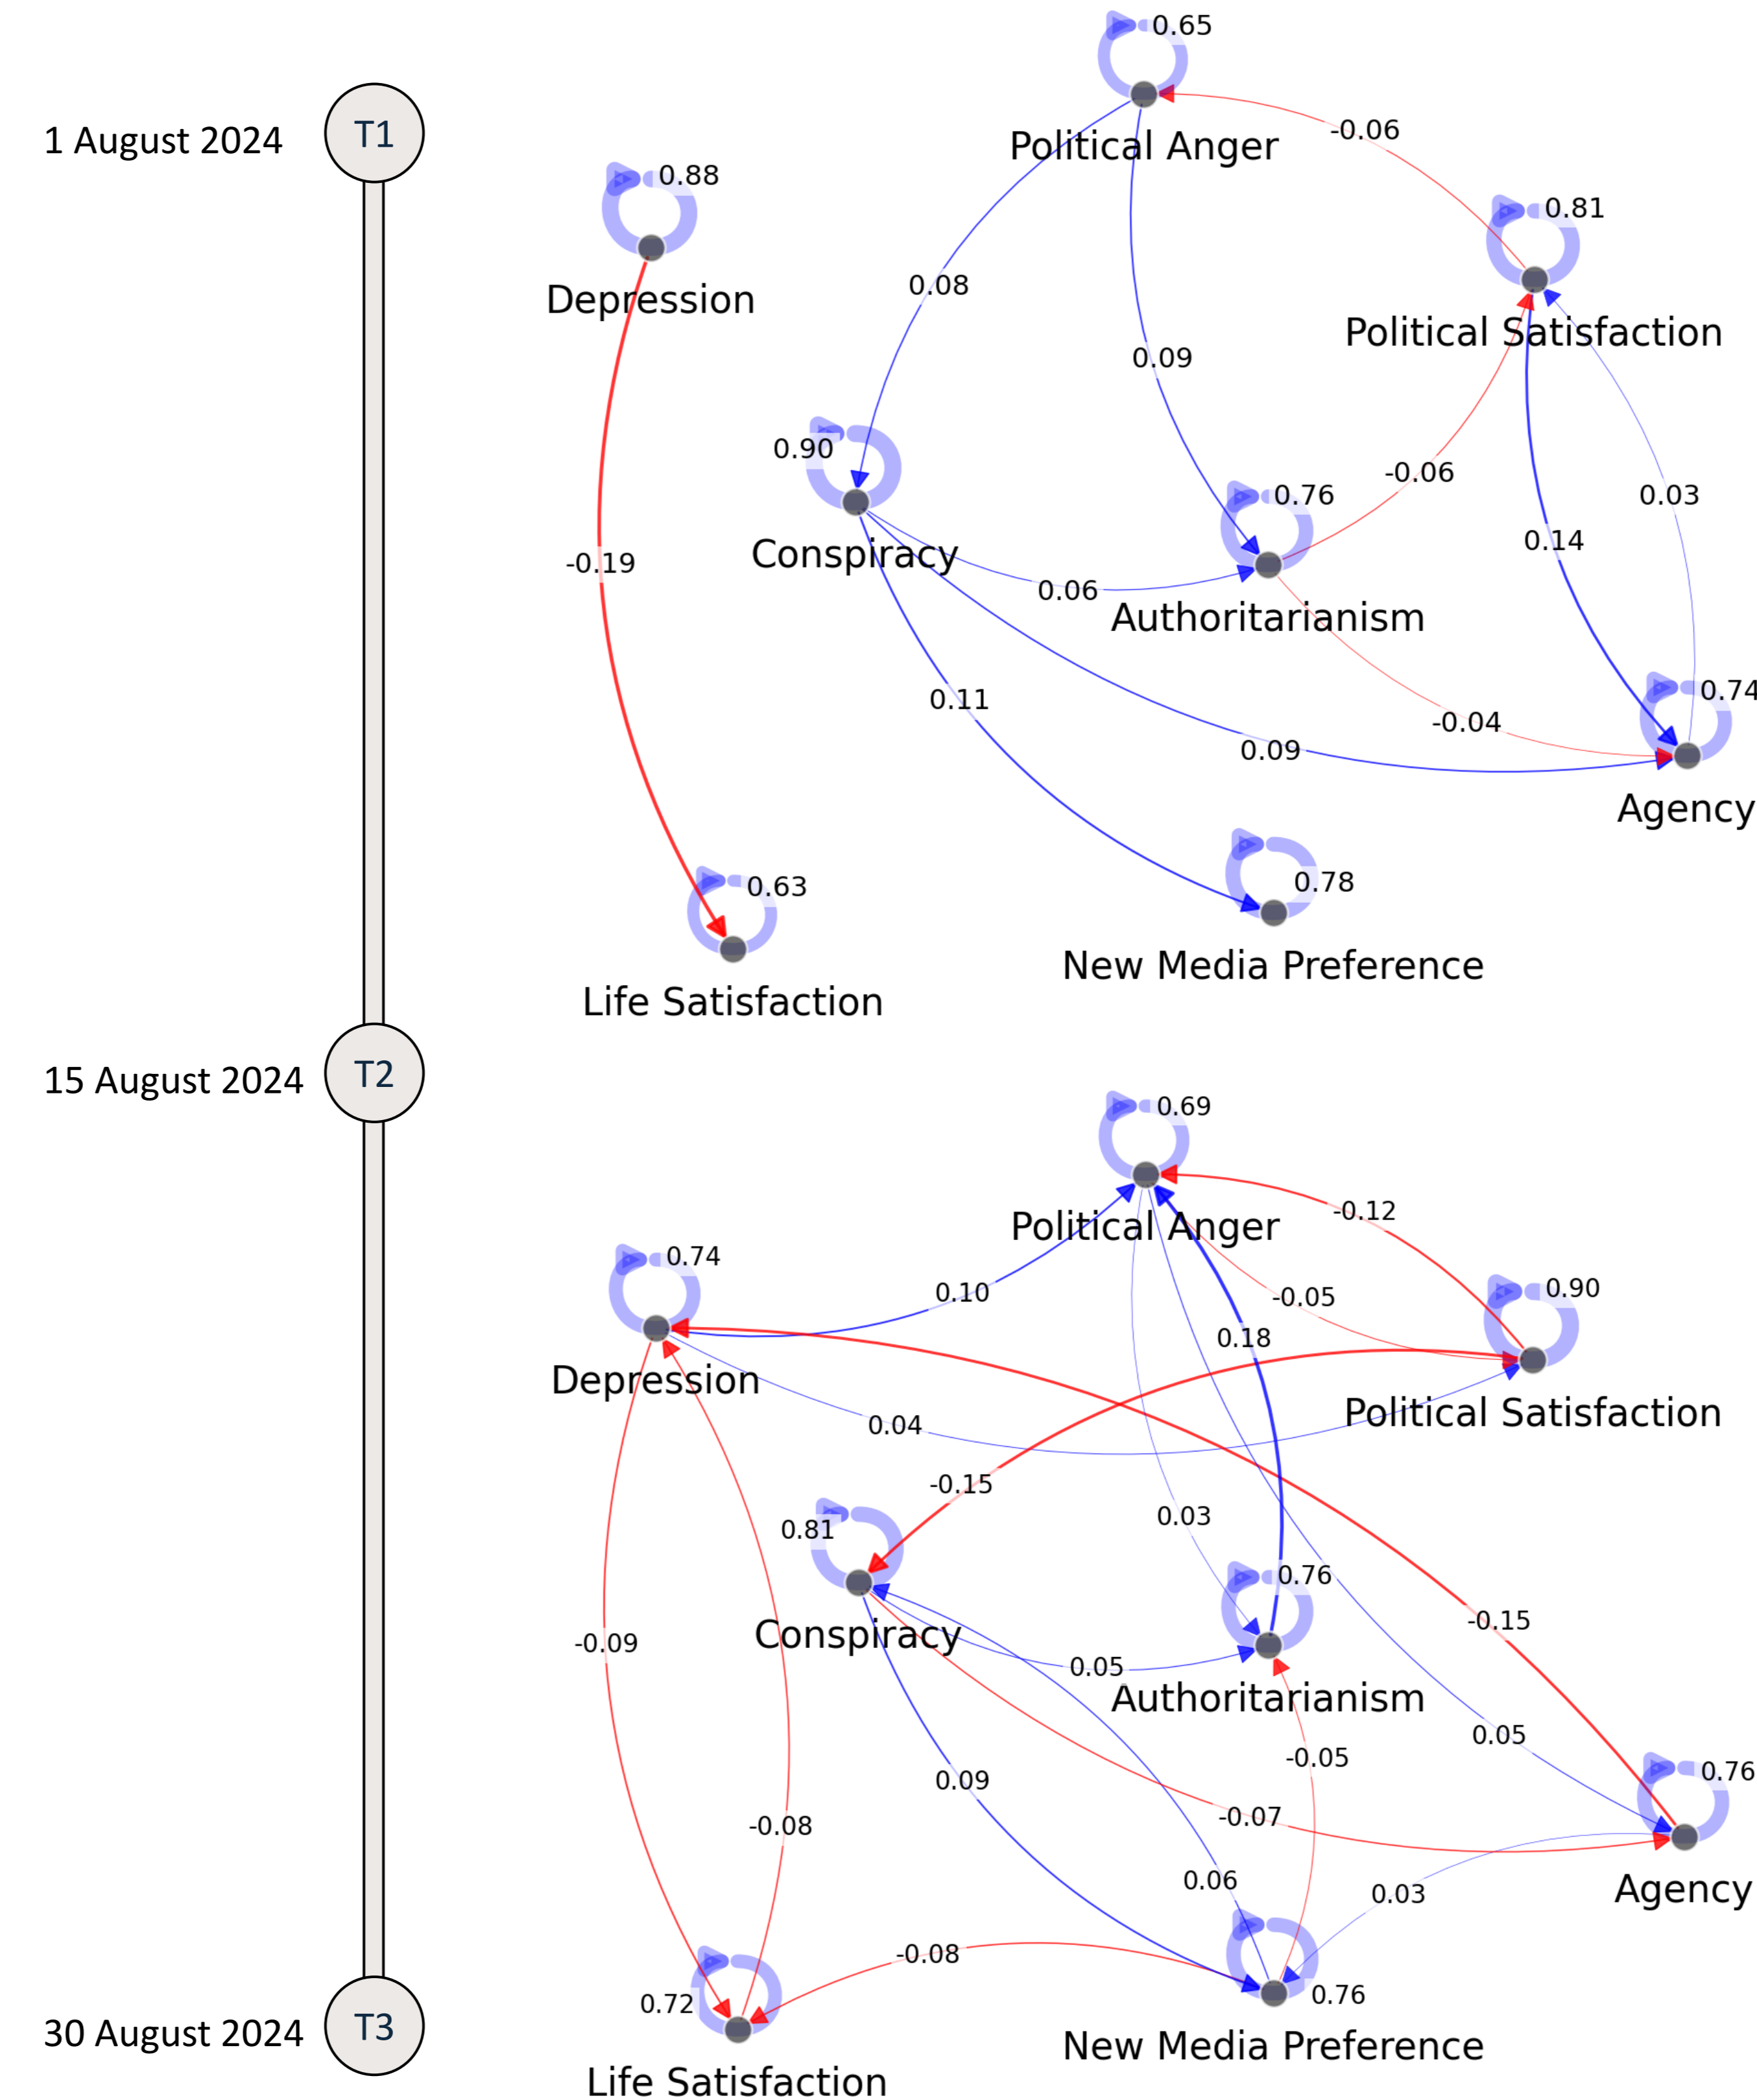 0.65
1 August 2024
T1
-0.06
Political Anger
0.88
0.81
0.08
Depression
Political Satisfaction
0.09
0.90
-0.06
0.76
0.03
0.14
Conspiracy
-0.19
0.06
Authoritarianism
0.74
0.11
-0.04
0.09
Agency
0.63
0.78
New Media Preference
Life Satisfaction
15 August 2024
T2
0.69
-0.12
Political Anger
0.74
0.10
-0.05
0.90
0.18
Depression
Political Satisfaction
0.04
-0.15
0.03
0.81
0.76
-0.15
Conspiracy
-0.09
0.05
Authoritarianism
0.05
-0.05
0.09
0.76
-0.07
-0.08
0.06
0.03
Agency
-0.08
0.72
0.76
30 August 2024
T3
New Media Preference
Life Satisfaction